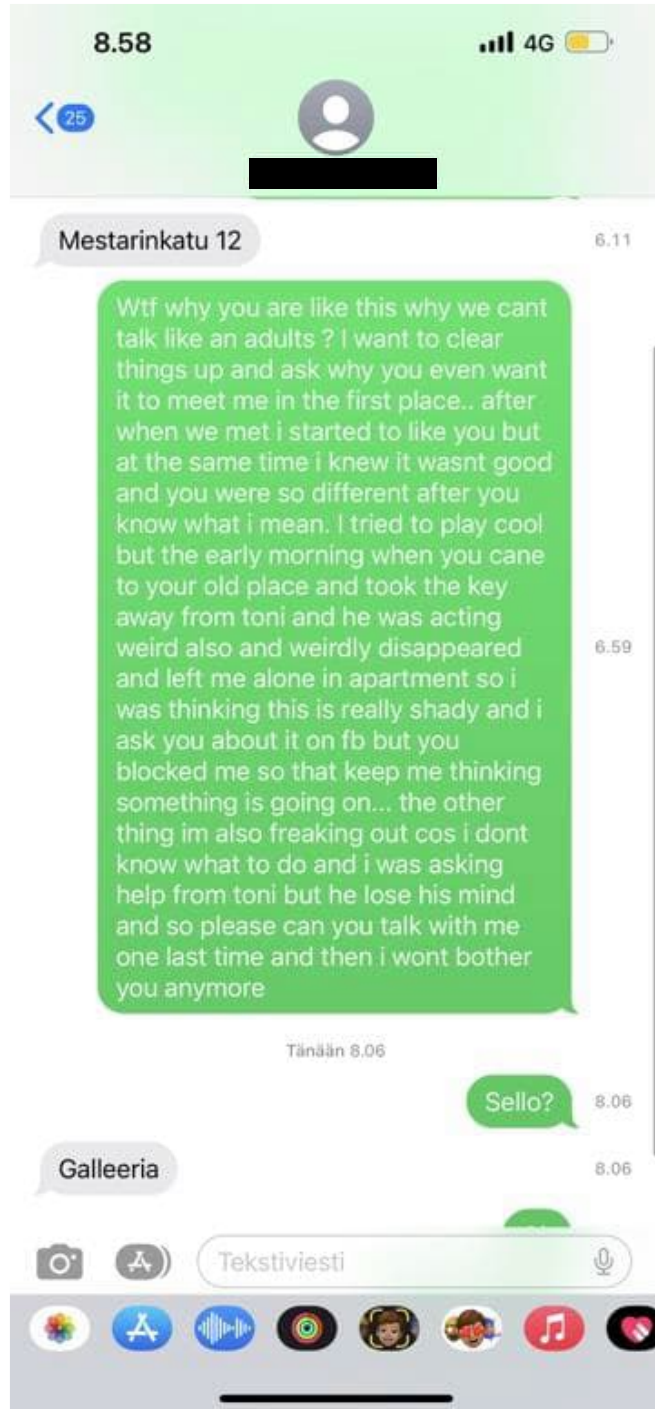 8.58
4G
25
Mestarinkatu 12
6.11
Wtf why you are like this why we cant
talk like an adults ? I want to clear
things up and ask why you even want
it to meet me in the first place.. after
when we met i started to like you but
at the same time i knew it wasnt good
and you were so different after you
know what i mean. I tried to play cool
but the early morning when you cane
to your old place and took the key
away from toni and he was acting
weird also and weirdly disappeared
and left me alone in apartment so i
was thinking this is really shady and i
ask you about it on fb but you
blocked me so that keep me thinking
something is going on... the other
thing im also freaking out cos i dont
know what to do and i was asking
help from toni but he lose his mind
and so please can you talk with me
one last time and then i wont bother
you anymore
6.59
Tänään 8.06
Sello?
8.06
Galleeria
8.06
Tekstiviesti